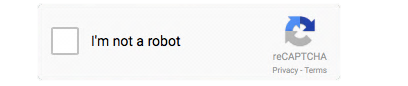 I'm not a robot
reCAPTCHA
Privacy - Terms